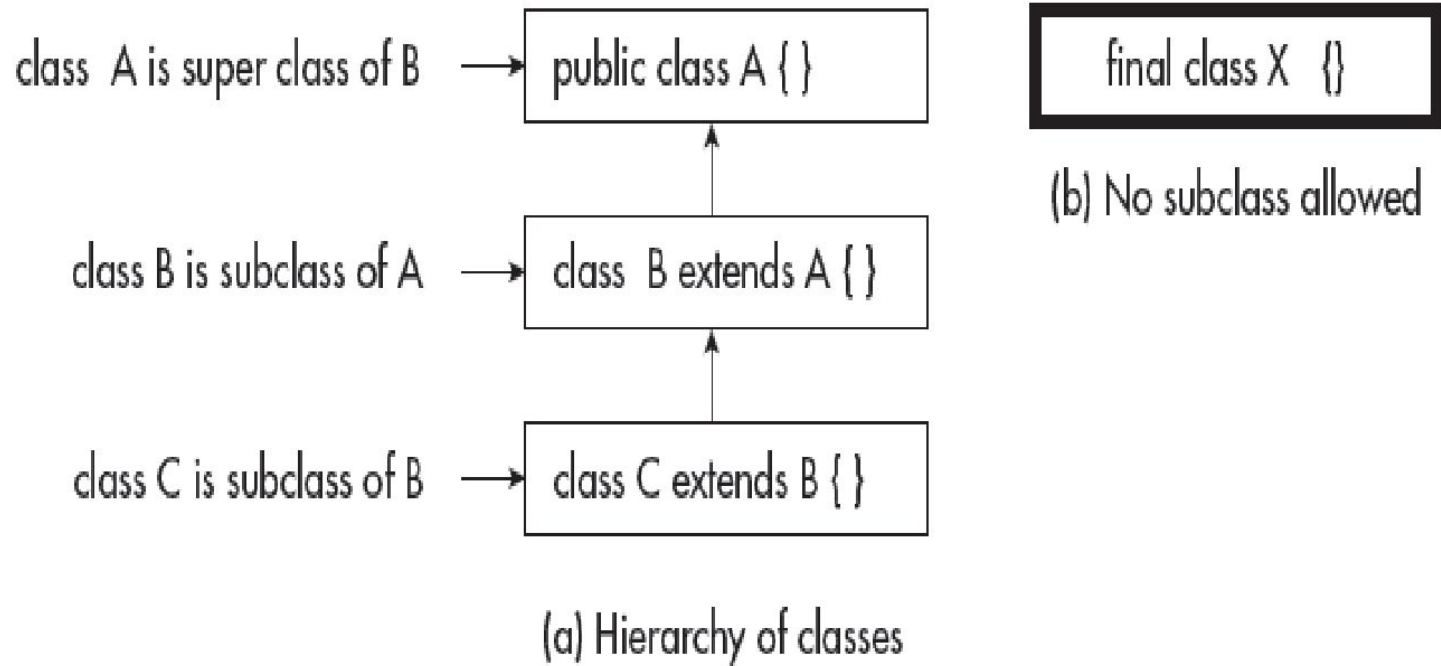 class A is super class of B
public class A { }
final class X {}
(b) No subclass allowed
class B is subclass of A
class B extends A { }
class C is subclass of B
class C extends B { }
(a) Hierarchy of classes